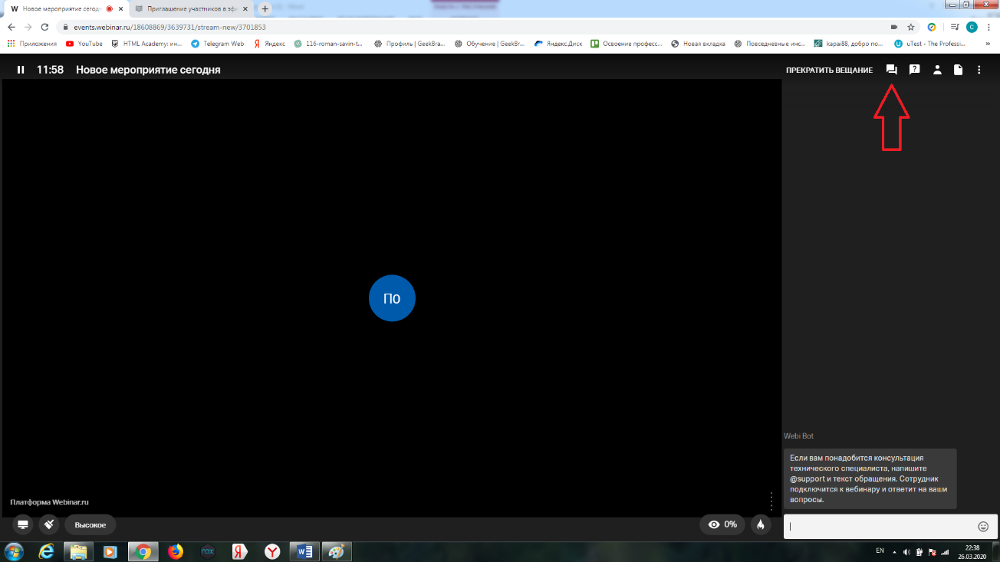 W Новое мероприятие сегодн
Приглашение участников в эфи
events.webinar.ru/18608869/3639731/stream-new/3701853
C
Приложения YouTube HTML Academy: ин... Telegram Web Я Яндекс 116-roman-savin-t... Профиль | GeekBra... Обучение | GeekBr... Яндекс.Диск Освоение професс... Новая вкладка Повседневные инс... kapai88, добро по... U uTest - The Professi... »
11:58 Новое мероприятие сегодня
ПРЕКРАТИТЬ ВЕЩАНИЕ
ПО
Webi Bot
Если вам понадобится консультация
технического специалиста, напишите
@support и текст обращения. Сотрудник
подключится к вебинару и ответит на ваши
вопросы.
Платформа Webinar.ru
Высокое
0%
nox
EN
22:38
26.03.2020